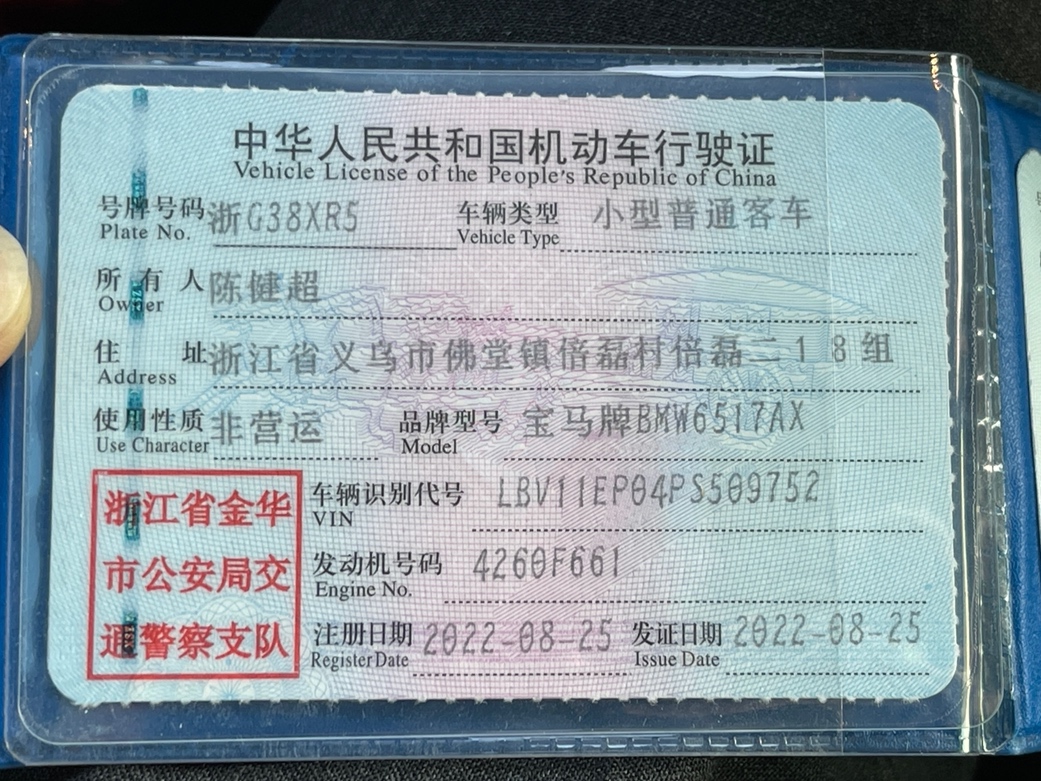 中华人民共和国机动车行驶证
Vehicle License of the People's Republic of China
号牌号码 浙G38XR5 车辆类型 小型普通客车
Plate No. Vehicle Type
所有人 陈健超
Owner
住址 浙江省义乌市佛堂镇倍磊村倍磊二18组
Address
使用性质 非营运 品牌型号 宝马牌BMW6517AX
Use Character Model
浙江省金华
市公安局交
通警察支队
车辆识别代号 LBV11EP04PS509752
VIN
发动机号码 4260F661
Engine No.
注册日期 2022-08-25 发证日期 2022-08-25
Register Date Issue Date